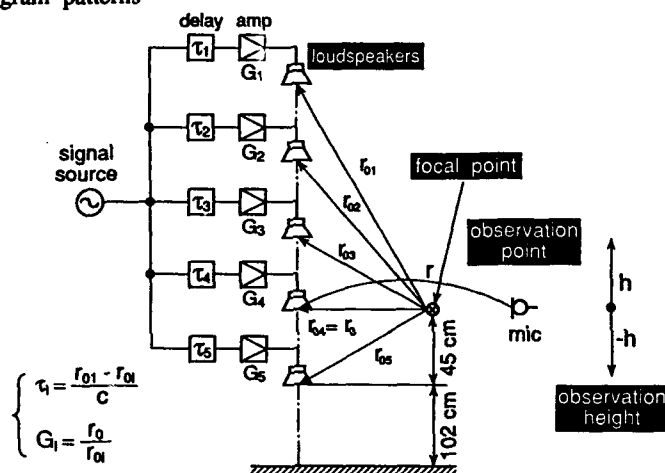 gram patterns
delay amp
τ₁ G₁ loudspeakers
τ₂ G₂
signal source
τ₃ G₃
τ₄ G₄
τ₅ G₅
r₀₁
r₀₂
r₀₃
r₀₄= r₀
r₀₅
focal point
observation point
r
mic
h
-h
observation height
45 cm
102 cm
τᵢ = r₀₁ - r₀ᵢ / c
Gᵢ = r₀ / r₀ᵢ